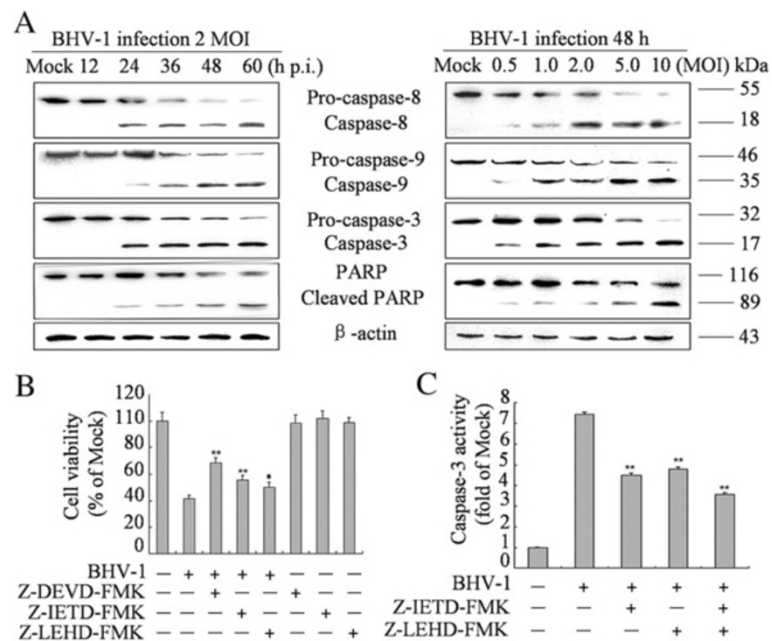 A
BHV-1 infection 2 MOI
BHV-1 infection 48 h
Mock 12 24 36 48 60 (h p.i.)
Mock 0.5 1.0 2.0 5.0 10 (MOI) kDa
Pro-caspase-8
55
Caspase-8
18
Pro-caspase-9
46
Caspase-9
35
Pro-caspase-3
32
Caspase-3
17
PARP
116
Cleaved PARP
89
β-actin
43
B
Cell viability
(% of Mock)
110
100
80
60
40
20
0
** ** *
BHV-1 — + + + + — — —
Z-DEVD-FMK — — + — — + — —
Z-IETD-FMK — — — + — — + —
Z-LEHD-FMK — — — — + — — +
C
Caspase-3 activity
(fold of Mock)
8
7
6
5
4
3
2
1
0
** ** **
BHV-1 — + + + +
Z-IETD-FMK — — + — +
Z-LEHD-FMK — — — + +